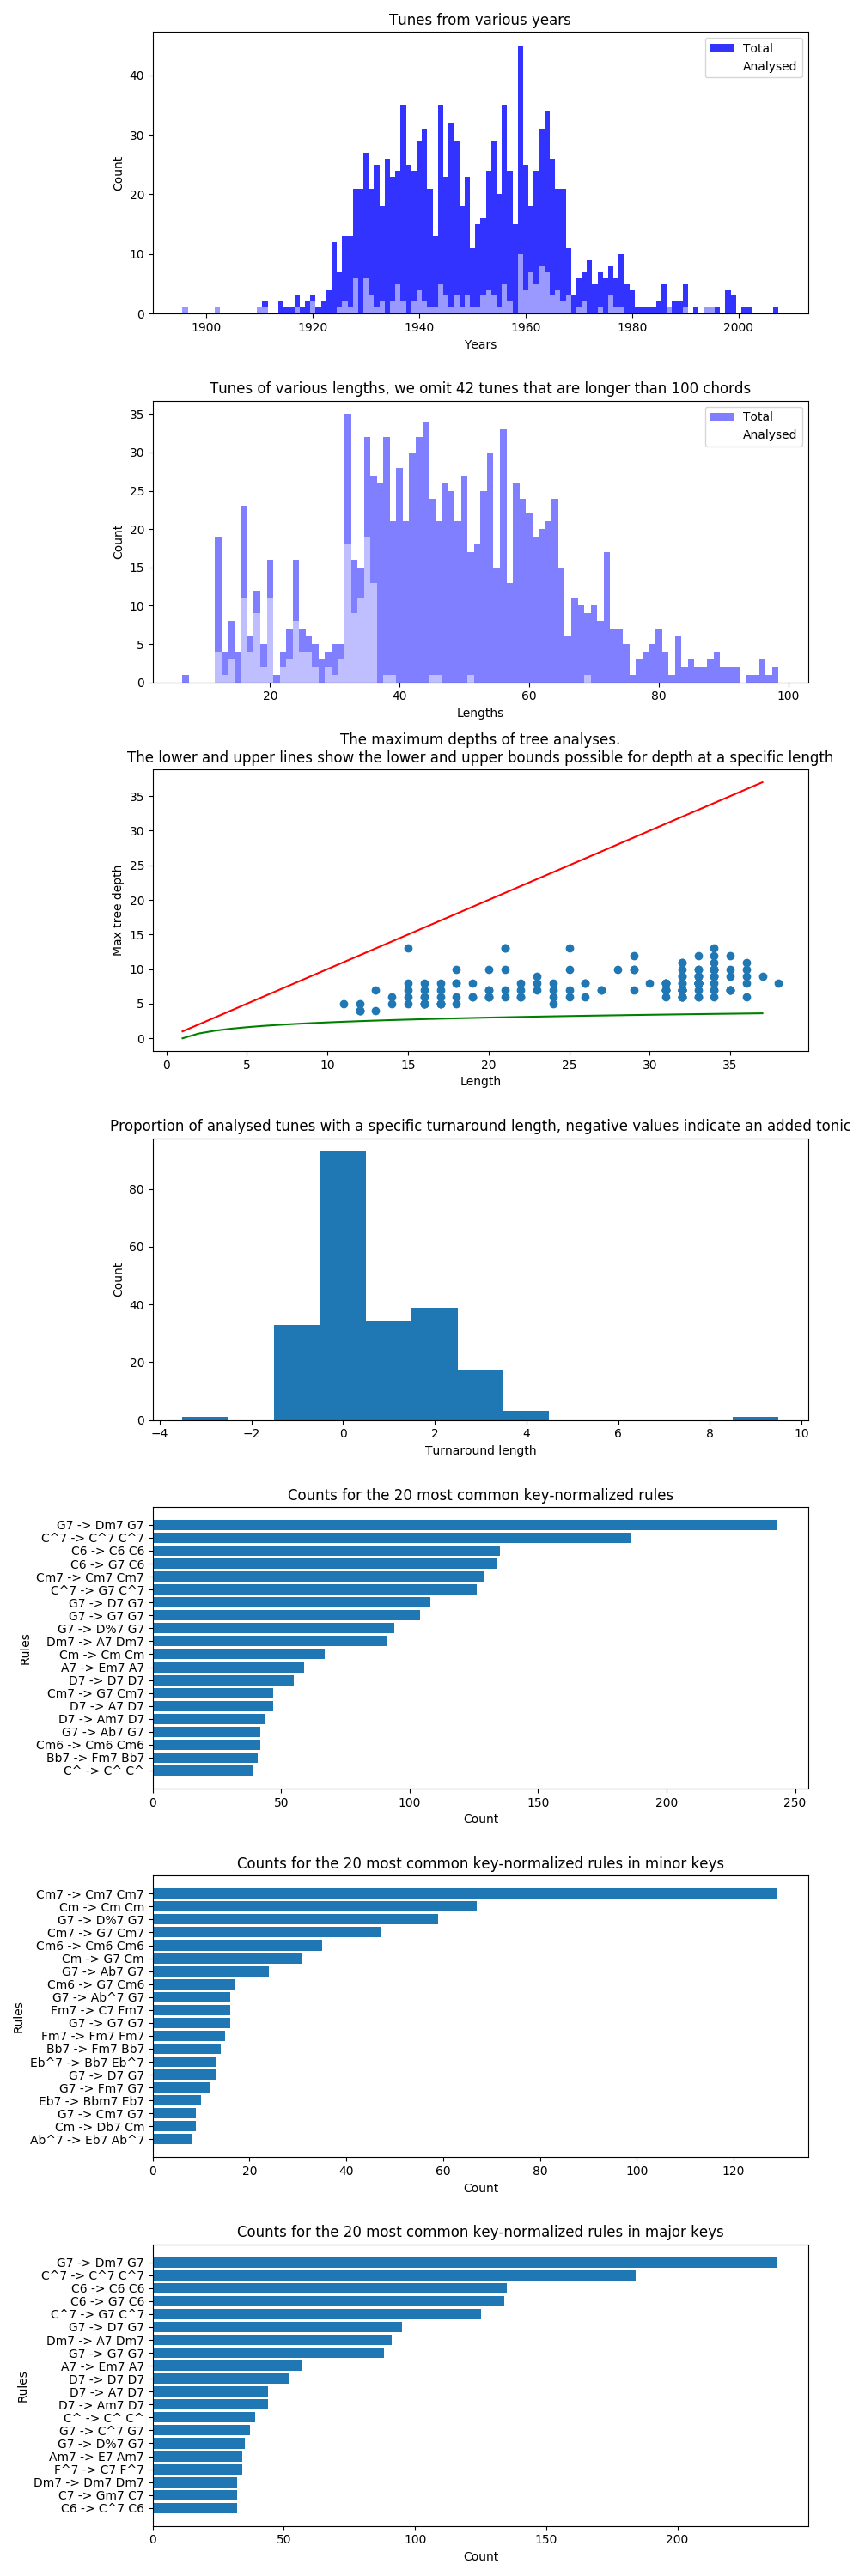 Tunes from various years
Total
Analysed
40
30
20
10
0
Count
1900 1920 1940 1960 1980 2000
Years
Tunes of various lengths, we omit 42 tunes that are longer than 100 chords
Total
Analysed
35
30
25
20
15
10
5
0
Count
20 40 60 80 100
Lengths
The maximum depths of tree analyses.
The lower and upper lines show the lower and upper bounds possible for depth at a specific length
35
30
25
20
15
10
5
0
Max tree depth
0 5 10 15 20 25 30 35
Length
Proportion of analysed tunes with a specific turnaround length, negative values indicate an added tonic
80
60
40
20
0
Count
−4 −2 0 2 4 6 8 10
Turnaround length
Counts for the 20 most common key-normalized rules
G7 -> Dm7 G7
C^7 -> C^7 C^7
C6 -> C6 C6
C6 -> G7 C6
Cm7 -> Cm7 Cm7
C^7 -> G7 C^7
G7 -> D7 G7
G7 -> G7 G7
G7 -> D%7 G7
Dm7 -> A7 Dm7
Cm -> Cm Cm
A7 -> Em7 A7
D7 -> D7 D7
Cm7 -> G7 Cm7
D7 -> A7 D7
D7 -> Am7 D7
G7 -> Ab7 G7
Cm6 -> Cm6 Cm6
Bb7 -> Fm7 Bb7
C^ -> C^ C^
Rules
0 50 100 150 200 250
Count
Counts for the 20 most common key-normalized rules in minor keys
Cm7 -> Cm7 Cm7
Cm -> Cm Cm
G7 -> D%7 G7
Cm7 -> G7 Cm7
Cm6 -> Cm6 Cm6
Cm -> G7 Cm
G7 -> Ab7 G7
Cm6 -> G7 Cm6
G7 -> Ab^7 G7
Fm7 -> C7 Fm7
G7 -> G7 G7
Fm7 -> Fm7 Fm7
Bb7 -> Fm7 Bb7
Eb^7 -> Bb7 Eb^7
G7 -> D7 G7
G7 -> Fm7 G7
Eb7 -> Bbm7 Eb7
G7 -> Cm7 G7
Cm -> Db7 Cm
Ab^7 -> Eb7 Ab^7
Rules
0 20 40 60 80 100 120
Count
Counts for the 20 most common key-normalized rules in major keys
G7 -> Dm7 G7
C^7 -> C^7 C^7
C6 -> C6 C6
C6 -> G7 C6
C^7 -> G7 C^7
G7 -> D7 G7
Dm7 -> A7 Dm7
G7 -> G7 G7
A7 -> Em7 A7
D7 -> D7 D7
D7 -> A7 D7
D7 -> Am7 D7
C^ -> C^ C^
G7 -> C^7 G7
G7 -> D%7 G7
Am7 -> E7 Am7
F^7 -> C7 F^7
Dm7 -> Dm7 Dm7
C7 -> Gm7 C7
C6 -> C^7 C6
Rules
0 50 100 150 200
Count